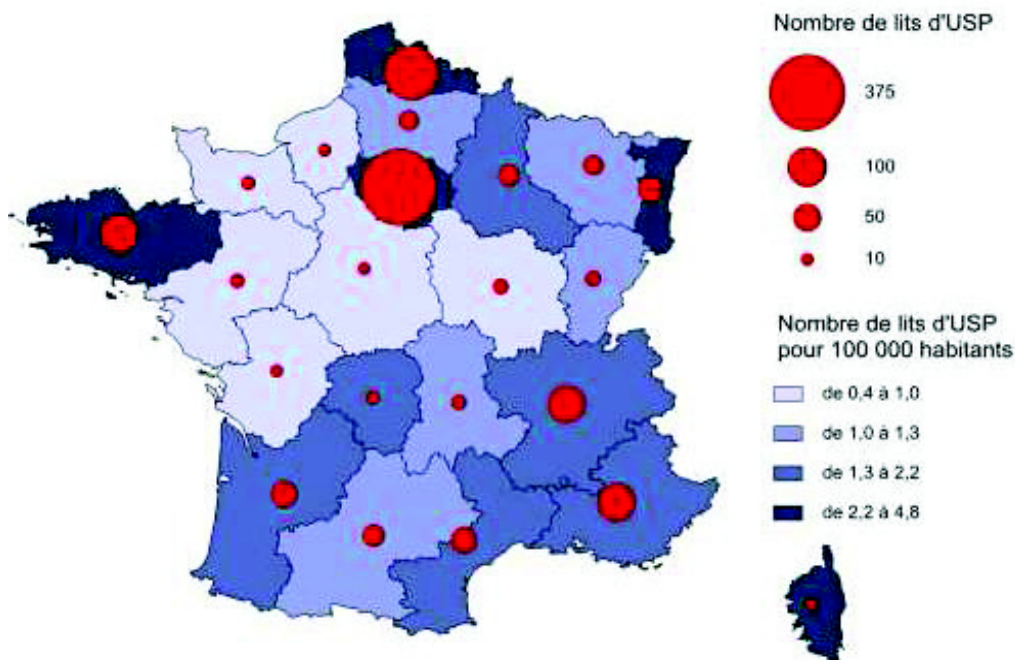 Nombre de lits d'USP
375
100
50
10
Nombre de lits d'USP
pour 100 000 habitants
de 0,4 à 1,0
de 1,0 à 1,3
de 1,3 à 2,2
de 2,2 à 4,8